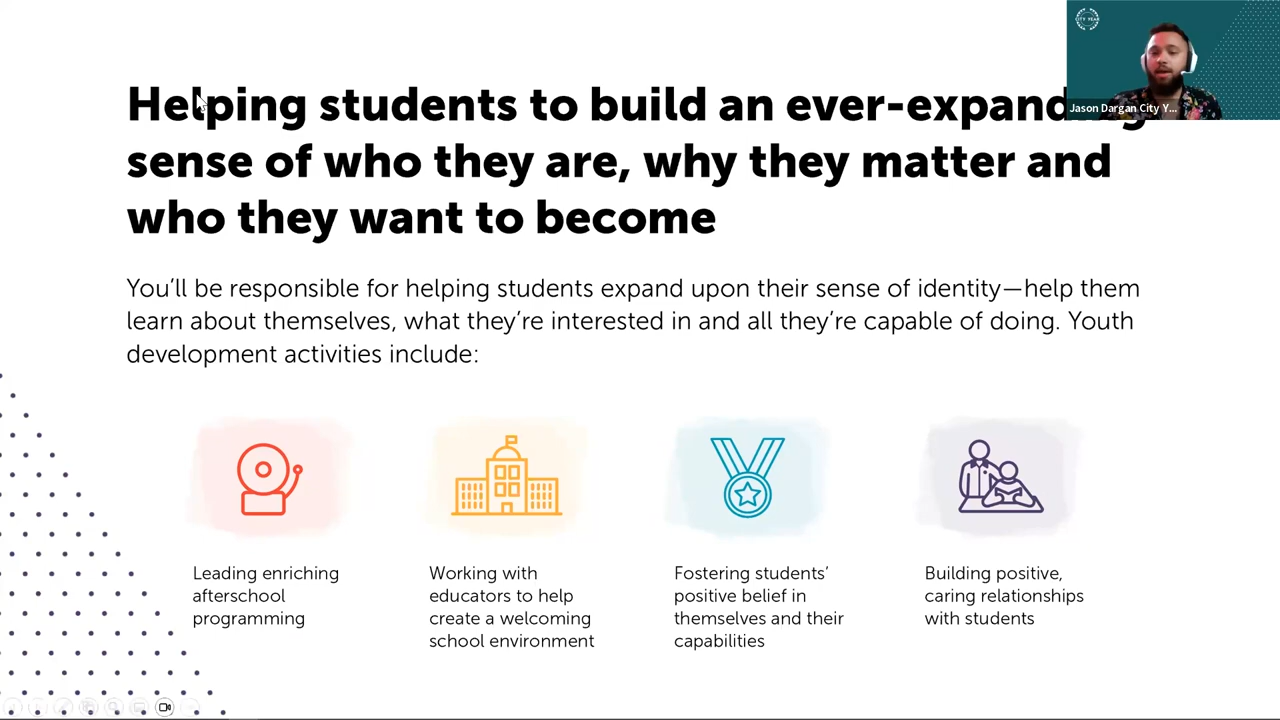 CITY YEAR
Jason Dargan City Y...
Helping students to build an ever-expanding
sense of who they are, why they matter and
who they want to become
You’ll be responsible for helping students expand upon their sense of identity—help them
learn about themselves, what they’re interested in and all they’re capable of doing. Youth
development activities include:
Leading enriching
afterschool
programming
Working with
educators to help
create a welcoming
school environment
Fostering students’
positive belief in
themselves and their
capabilities
Building positive,
caring relationships
with students